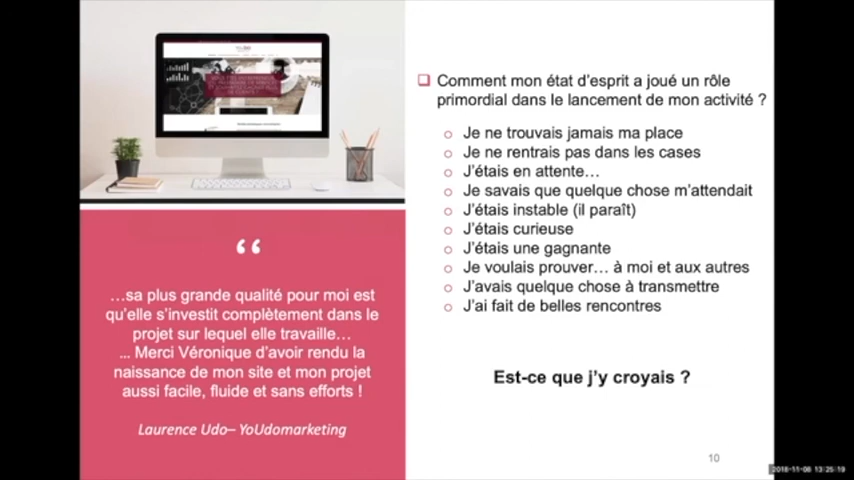 “
…sa plus grande qualité pour moi est
qu’elle s’investit complètement dans le
projet sur lequel elle travaille…
... Merci Véronique d’avoir rendu la
naissance de mon site et mon projet
aussi facile, fluide et sans efforts !
Laurence Udo– YoUdomarketing
Comment mon état d’esprit a joué un rôle
primordial dans le lancement de mon activité ?
Je ne trouvais jamais ma place
Je ne rentrais pas dans les cases
J’étais en attente…
Je savais que quelque chose m’attendait
J’étais instable (il paraît)
J’étais curieuse
J’étais une gagnante
Je voulais prouver… à moi et aux autres
J’avais quelque chose à transmettre
J’ai fait de belles rencontres
Est-ce que j’y croyais ?
10
2018-11-06 13:25:19